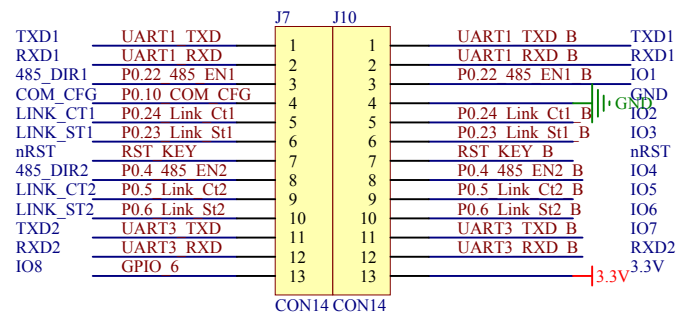 J7 J10
TXD1 UART1_TXD 1 1 UART1_TXD_B TXD1
RXD1 UART1_RXD 2 2 UART1_RXD_B RXD1
485_DIR1 P0.22_485_EN1 3 3 P0.22_485_EN1_B IO1
COM_CFG P0.10_COM_CFG 4 4 GND GND
LINK_CT1 P0.24_Link_Ct1 5 5 P0.24_Link_Ct1_B IO2
LINK_ST1 P0.23_Link_St1 6 6 P0.23_Link_St1_B IO3
nRST RST_KEY 7 7 RST_KEY_B nRST
485_DIR2 P0.4_485_EN2 8 8 P0.4_485_EN2_B IO4
LINK_CT2 P0.5_Link_Ct2 9 9 P0.5_Link_Ct2_B IO5
LINK_ST2 P0.6_Link_St2 10 10 P0.6_Link_St2_B IO6
TXD2 UART3_TXD 11 11 UART3_TXD_B IO7
RXD2 UART3_RXD 12 12 UART3_RXD_B RXD2
IO8 GPIO_6 13 13 3.3V 3.3V
CON14 CON14